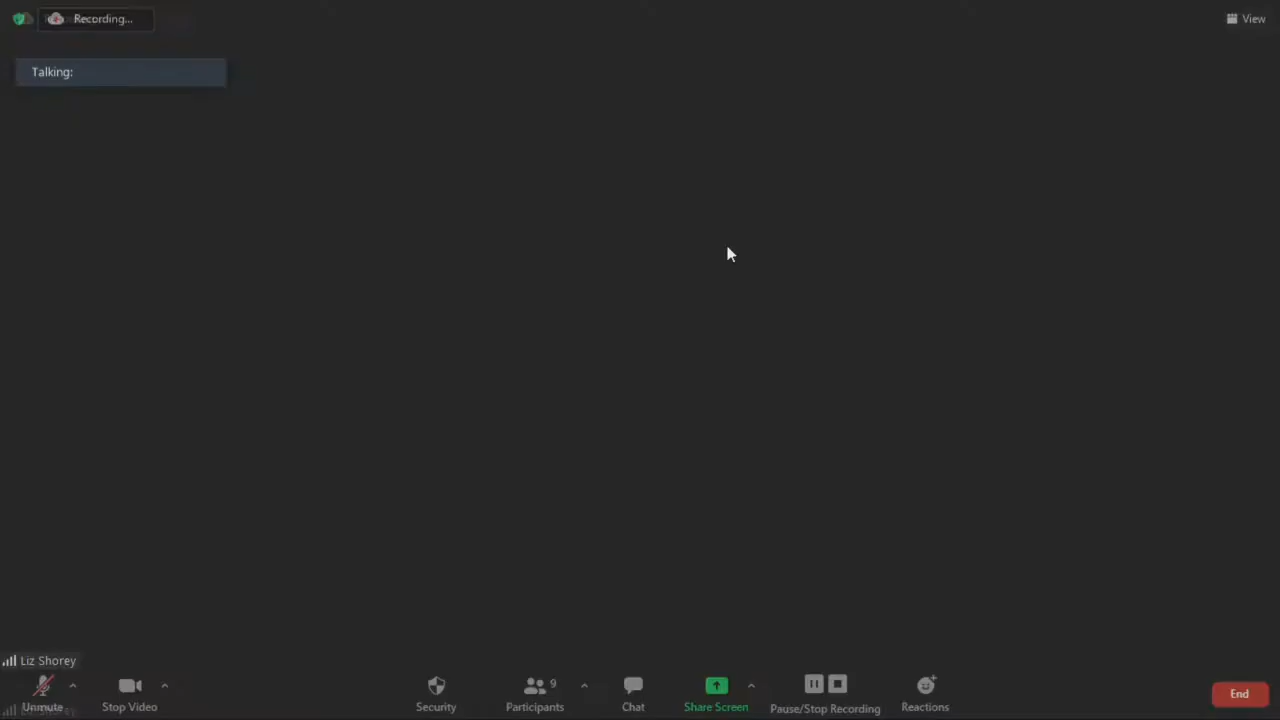 Recording...
View
Talking:
Liz Shorey
Unmute
Stop Video
Security
9
Participants
Chat
Share Screen
Pause/Stop Recording
Reactions
End